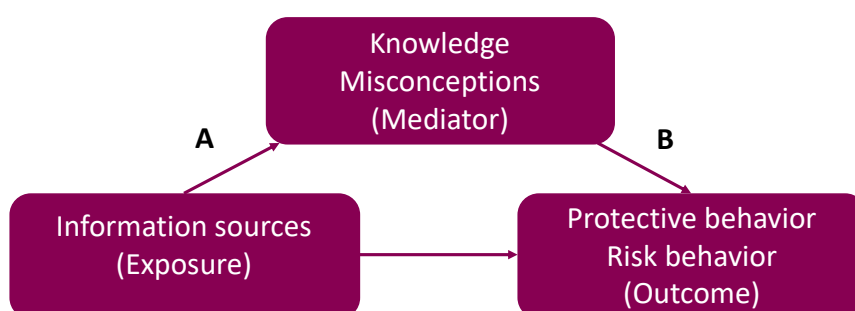 Knowledge
Misconceptions
(Mediator)
A
B
Information sources
(Exposure)
Protective behavior
Risk behavior
(Outcome)